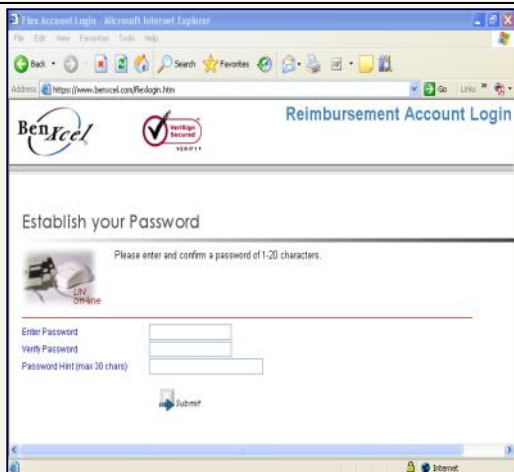 Flex Account Login - Microsoft Internet Explorer
File Edit View Favorites Tools Help
Back Search Favorites
Address https://www.benxcel.com/flexlogin.htm Go Links »
BenXcel
VeriSign
Secured
VERIFY
Reimbursement Account Login
Establish your Password
Please enter and confirm a password of 1-20 characters.
on-line
Enter Password
Verify Password
Password Hint (max 30 chars)
Submit
Internet